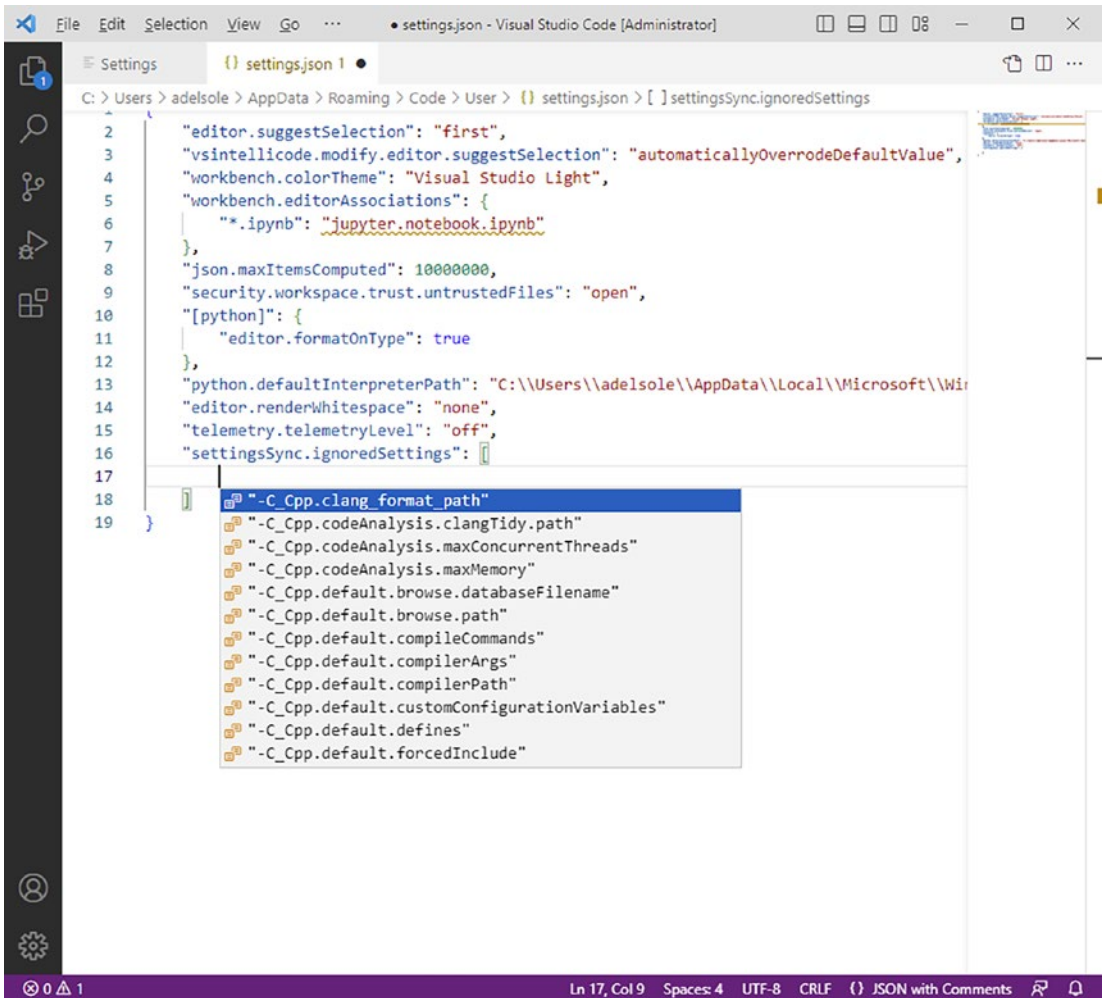 File Edit Selection View Go ··· ● settings.json - Visual Studio Code [Administrator]
Settings {} settings.json 1 ●
C: > Users > adelsole > AppData > Roaming > Code > User > {} settings.json > [ ] settingsSync.ignoredSettings
1 {
2 "editor.suggestSelection": "first",
3 "vsintellicode.modify.editor.suggestSelection": "automaticallyOverrodeDefaultValue",
4 "workbench.colorTheme": "Visual Studio Light",
5 "workbench.editorAssociations": {
6 "*.ipynb": "jupyter.notebook.ipynb"
7 },
8 "json.maxItemsComputed": 10000000,
9 "security.workspace.trust.untrustedFiles": "open",
10 "[python]": {
11 "editor.formatOnType": true
12 },
13 "python.defaultInterpreterPath": "C:\\Users\\adelsole\\AppData\\Local\\Microsoft\\Win
14 "editor.renderWhitespace": "none",
15 "telemetry.telemetryLevel": "off",
16 "settingsSync.ignoredSettings": [
17
18 ]
19 }
"-C_Cpp.clang_format_path"
"-C_Cpp.codeAnalysis.clangTidy.path"
"-C_Cpp.codeAnalysis.maxConcurrentThreads"
"-C_Cpp.codeAnalysis.maxMemory"
"-C_Cpp.default.browse.databaseFilename"
"-C_Cpp.default.browse.path"
"-C_Cpp.default.compileCommands"
"-C_Cpp.default.compilerArgs"
"-C_Cpp.default.compilerPath"
"-C_Cpp.default.customConfigurationVariables"
"-C_Cpp.default.defines"
"-C_Cpp.default.forcedInclude"
1
0 1 Ln 17, Col 9 Spaces: 4 UTF-8 CRLF {} JSON with Comments